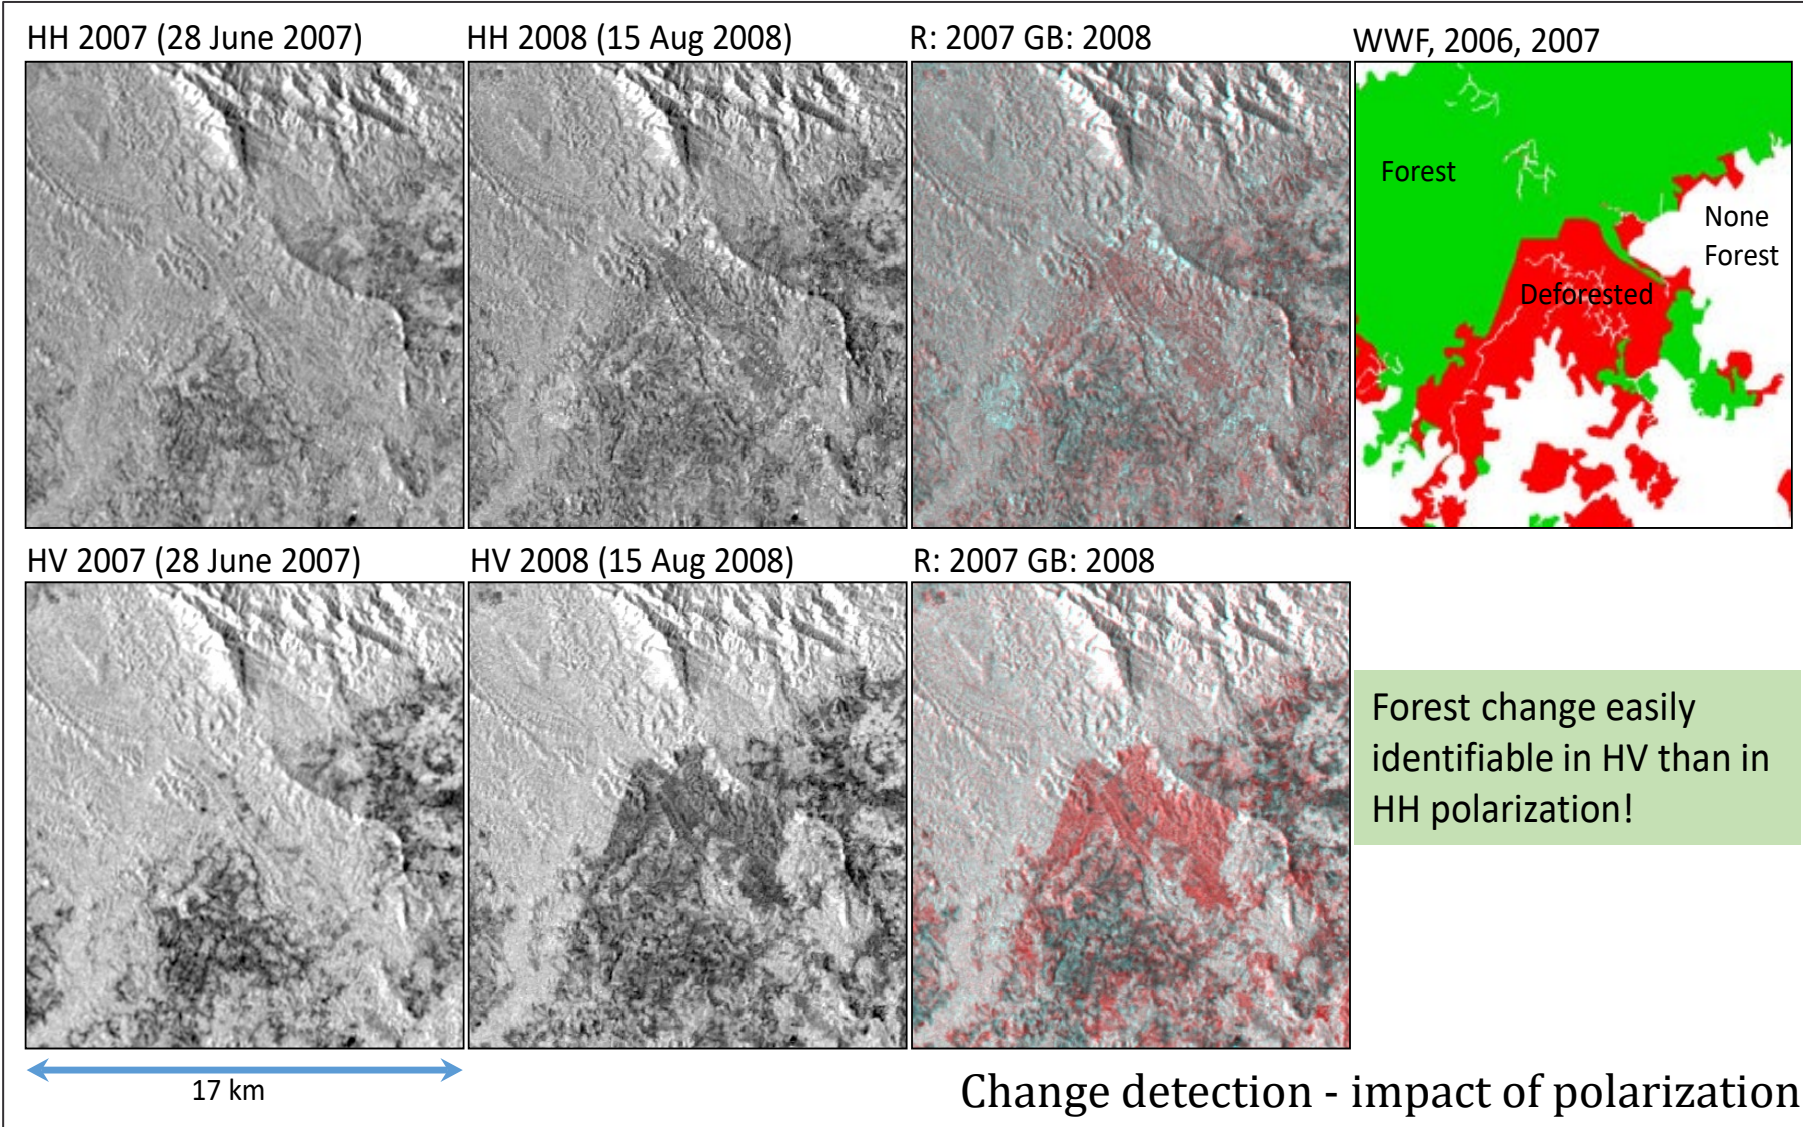 HH 2007 (28 June 2007)
HH 2008 (15 Aug 2008)
R: 2007 GB: 2008
WWF, 2006, 2007
Forest
None
Forest
Deforested
HV 2007 (28 June 2007)
HV 2008 (15 Aug 2008)
R: 2007 GB: 2008
Forest change easily
identifiable in HV than in
HH polarization!
17 km
Change detection - impact of polarization